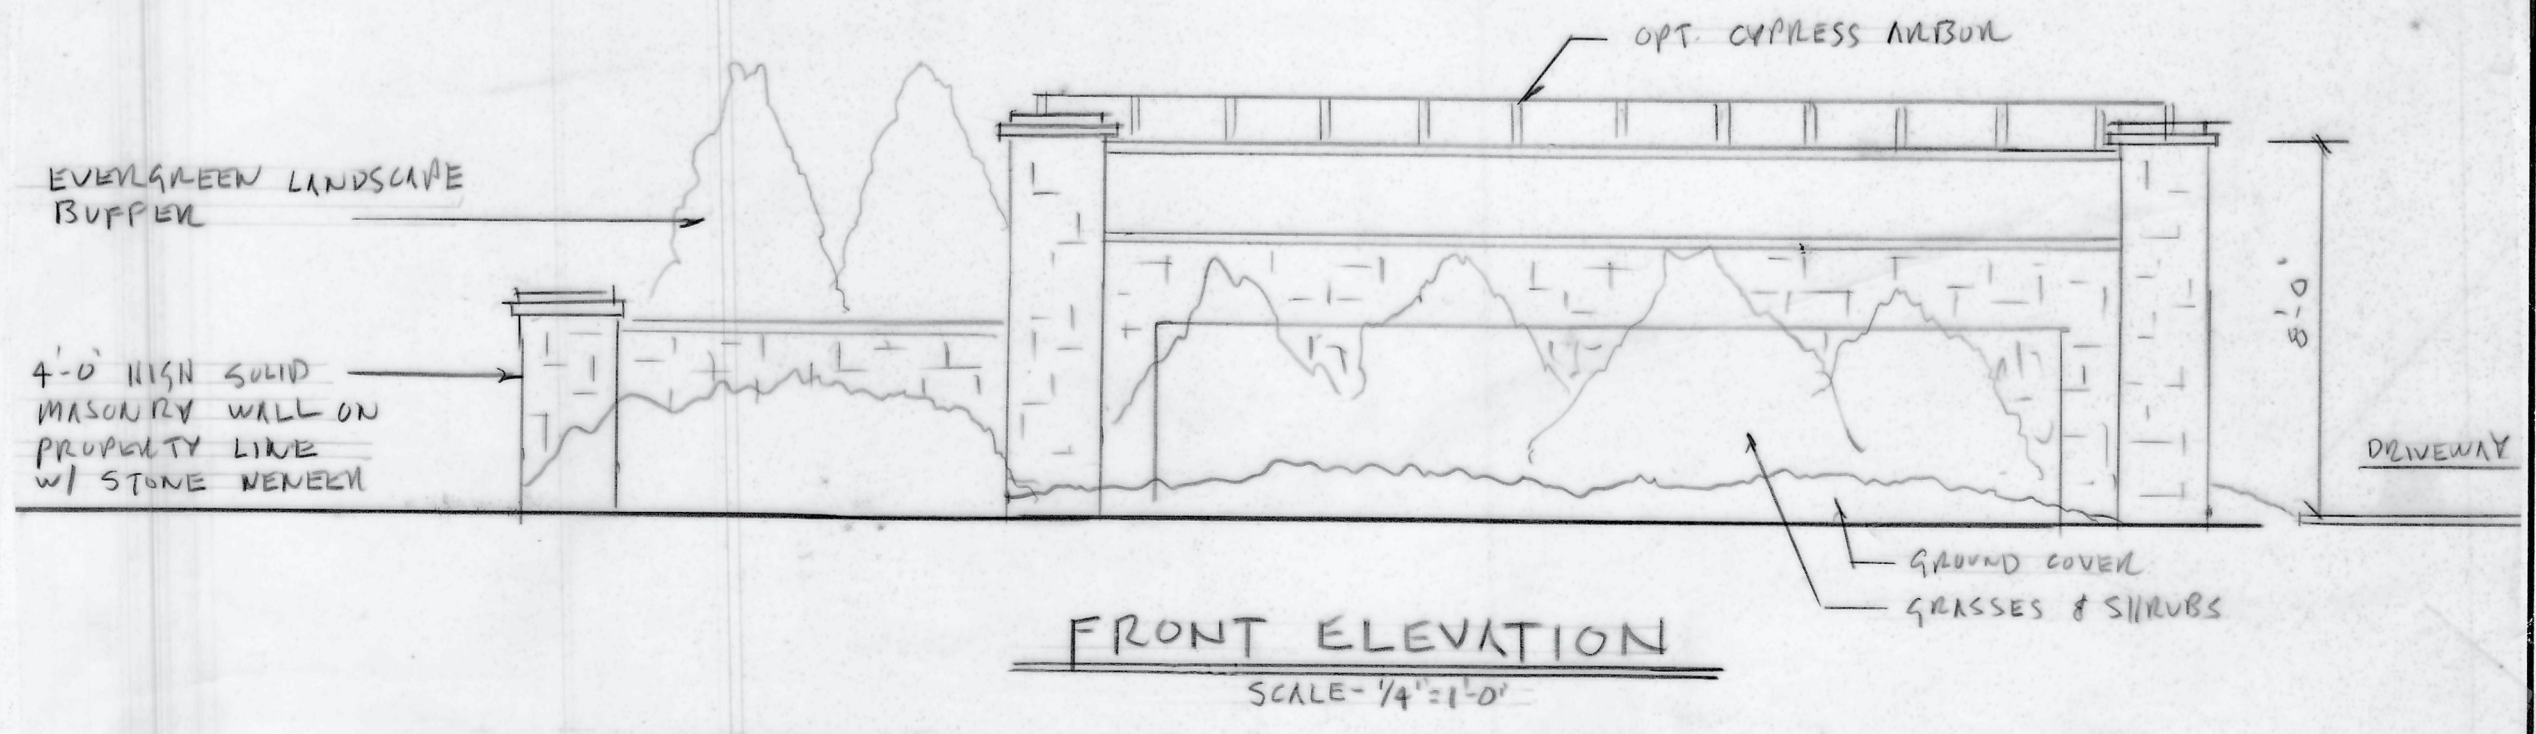 OPT. CYPRESS ARBOR
EVERGREEN LANDSCAPE
BUFFER
8'-0"
4'-0" HIGH SOLID
MASONRY WALL ON
PROPERTY LINE
W/ STONE VENEER
DRIVEWAY
GROUND COVER
GRASSES & SHRUBS
FRONT ELEVATION
SCALE - 1/4" = 1'-0"